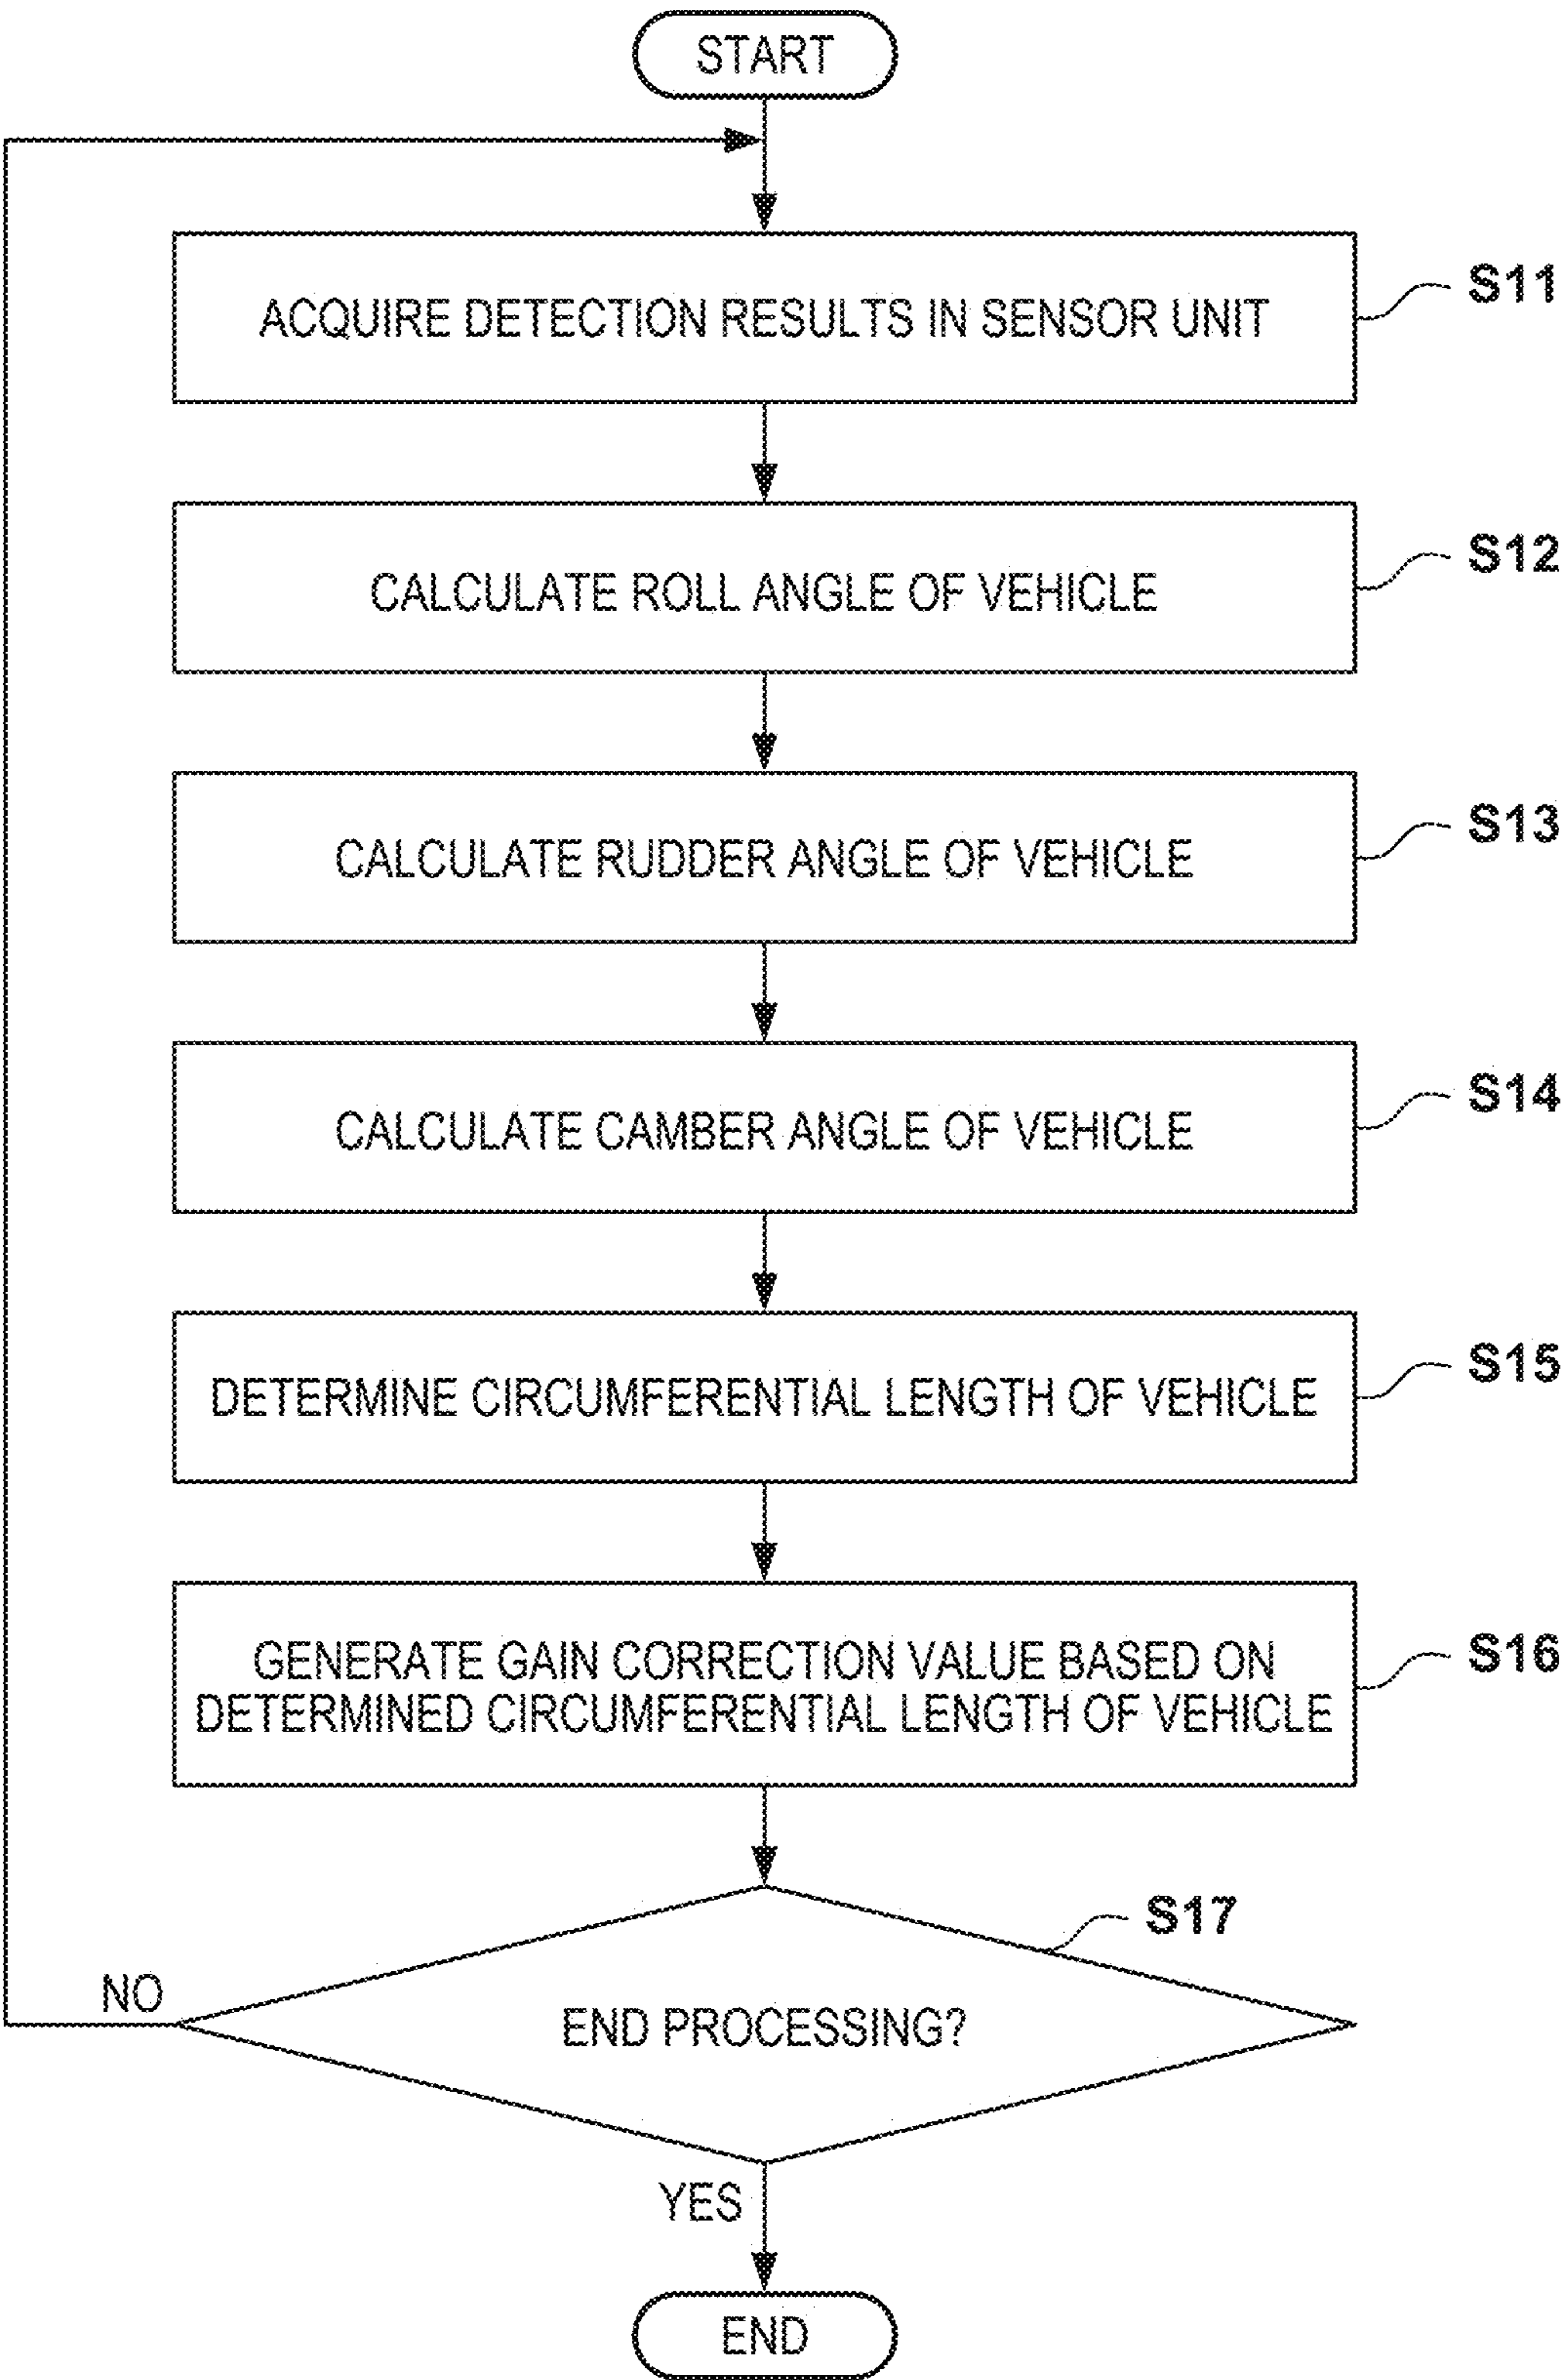 START
ACQUIRE DETECTION RESULTS IN SENSOR UNIT
S11
CALCULATE ROLL ANGLE OF VEHICLE
S12
CALCULATE RUDDER ANGLE OF VEHICLE
S13
CALCULATE CAMBER ANGLE OF VEHICLE
S14
DETERMINE CIRCUMFERENTIAL LENGTH OF VEHICLE
S15
GENERATE GAIN CORRECTION VALUE BASED ON
DETERMINED CIRCUMFERENTIAL LENGTH OF VEHICLE
S16
S17
NO
END PROCESSING?
YES
END